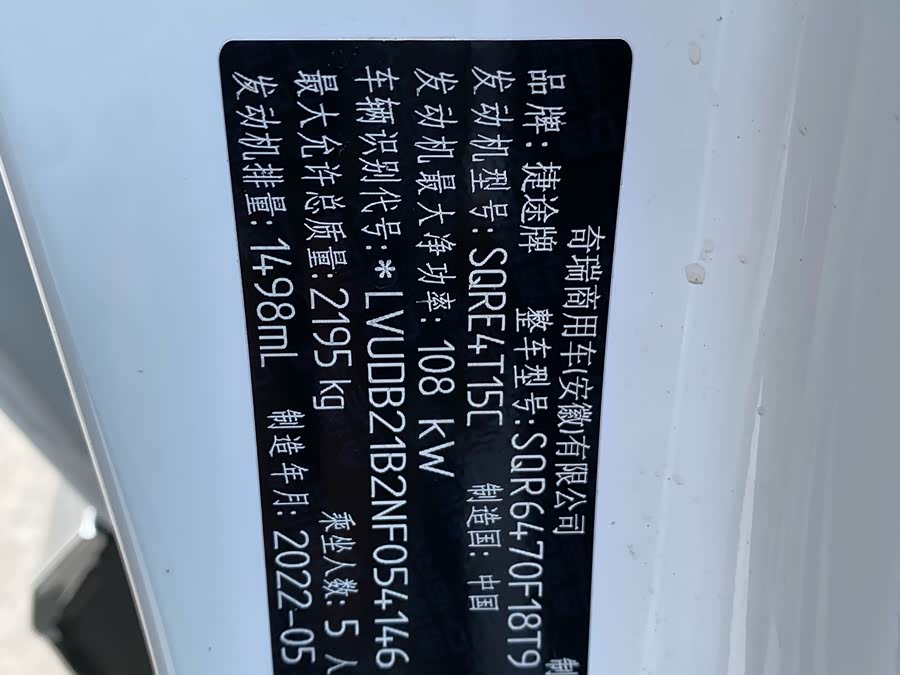 奇瑞商用车(安徽)有限公司 制
品牌:捷途牌 整车型号:SQR6470F18T9
发动机型号:SQRE4T15C 制造国:中国
发动机最大净功率:108 kW
车辆识别代号:*LVUDB21B2NF054146
最大允许总质量:2195 kg 乘坐人数:5 人
发动机排量:1498mL 制造年月:2022-05